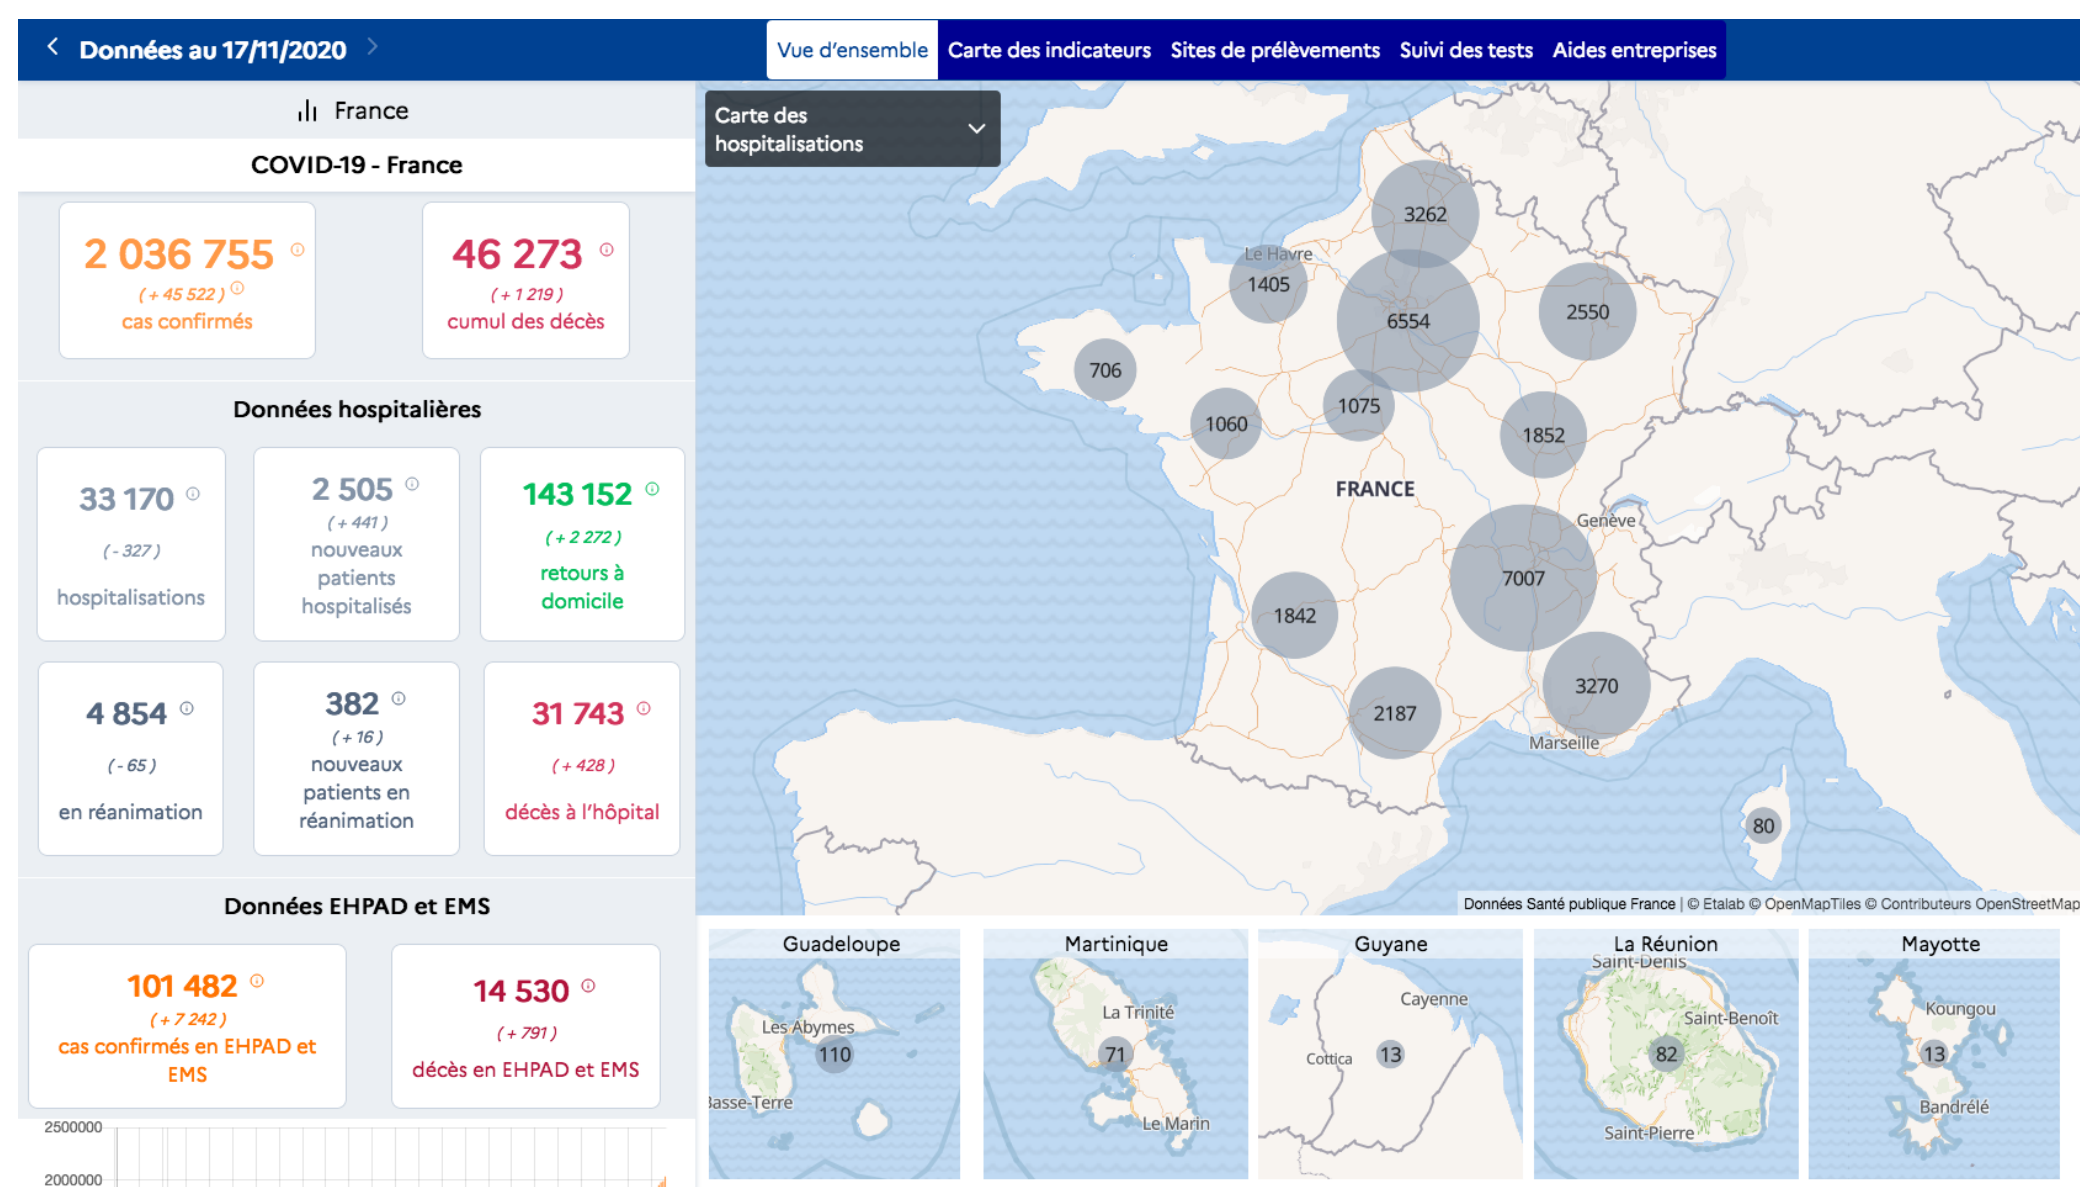 Données au 17/11/2020
Vue d'ensemble
Carte des indicateurs
Sites de prélèvements
Suivi des tests
Aides entreprises
France
COVID-19 - France
2 036 755
(+ 45 522)
cas confirmés
46 273
(+ 1 219)
cumul des décès
Données hospitalières
33 170
(- 327)
hospitalisations
2 505
(+ 441)
nouveaux
patients
hospitalisés
143 152
(+ 2 272)
retours à
domicile
4 854
(- 65)
en réanimation
382
(+ 16)
nouveaux
patients en
réanimation
31 743
(+ 428)
décès à l'hôpital
Données EHPAD et EMS
101 482
(+ 7 242)
cas confirmés en EHPAD et
EMS
14 530
(+ 791)
décès en EHPAD et EMS
2500000
2000000
Carte des
hospitalisations
3262
Le Havre
1405
6554
2550
706
1060
1075
1852
FRANCE
Genève
7007
1842
3270
2187
Marseille
80
Données Santé publique France | © Etalab © OpenMapTiles © Contributeurs OpenStreetMap
Guadeloupe
Les Abymes
110
Basse-Terre
Martinique
La Trinité
71
Le Marin
Guyane
Cayenne
Cottica
13
La Réunion
Saint-Denis
Saint-Benoît
82
Saint-Pierre
Mayotte
Koungou
13
Bandrélé